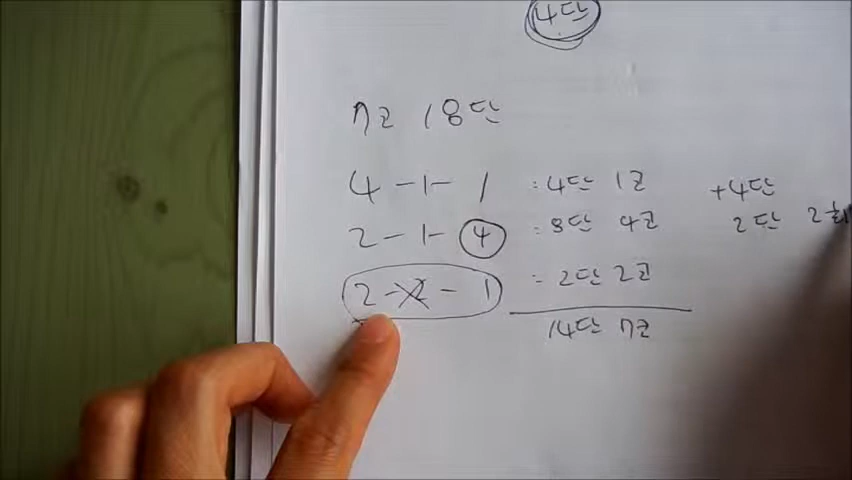 4단
7코 18단
4-1-1 : 4단 1코 +4단
2-1-4 : 8단 4코 2단 2회
2-2-1 = 2단 2코
14단 7코